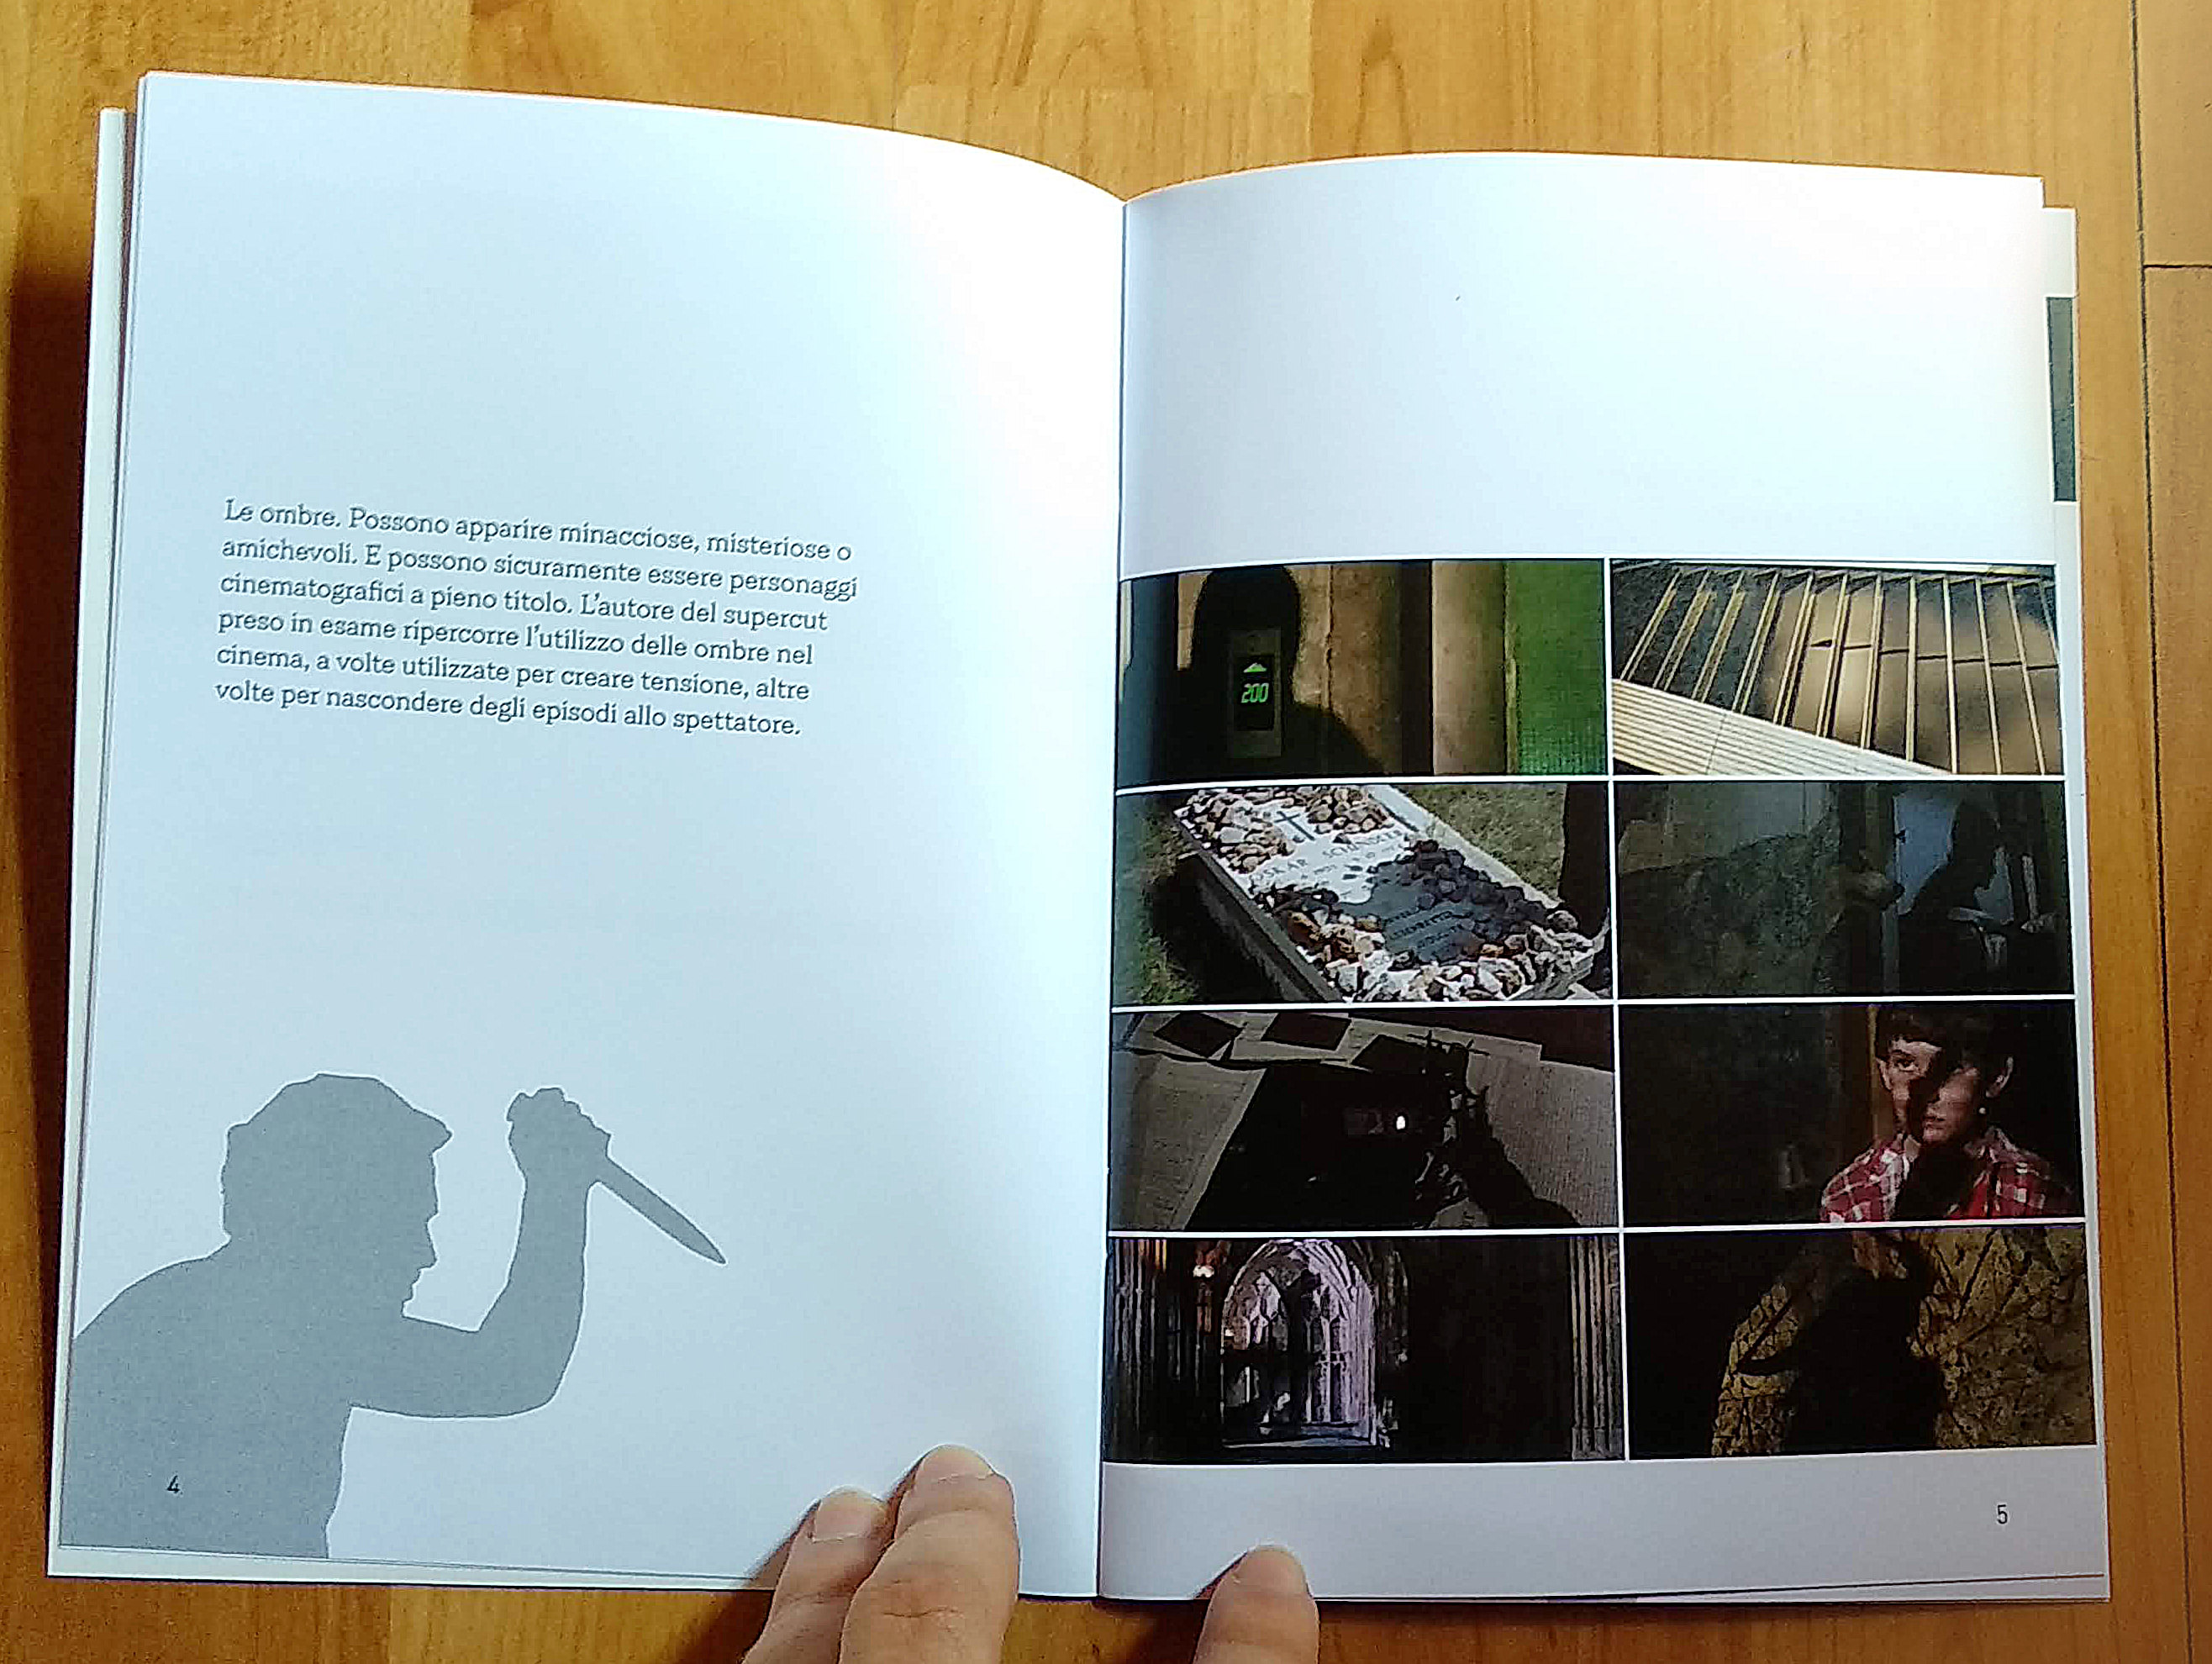 Le ombre. Possono apparire minacciose, misteriose o
amichevoli. E possono sicuramente essere personaggi
cinematografici a pieno titolo. L'autore del supercut
preso in esame ripercorre l'utilizzo delle ombre nel
cinema, a volte utilizzate per creare tensione, altre
volte per nascondere degli episodi allo spettatore.
4
200
OSKAR SCHINDLER
5